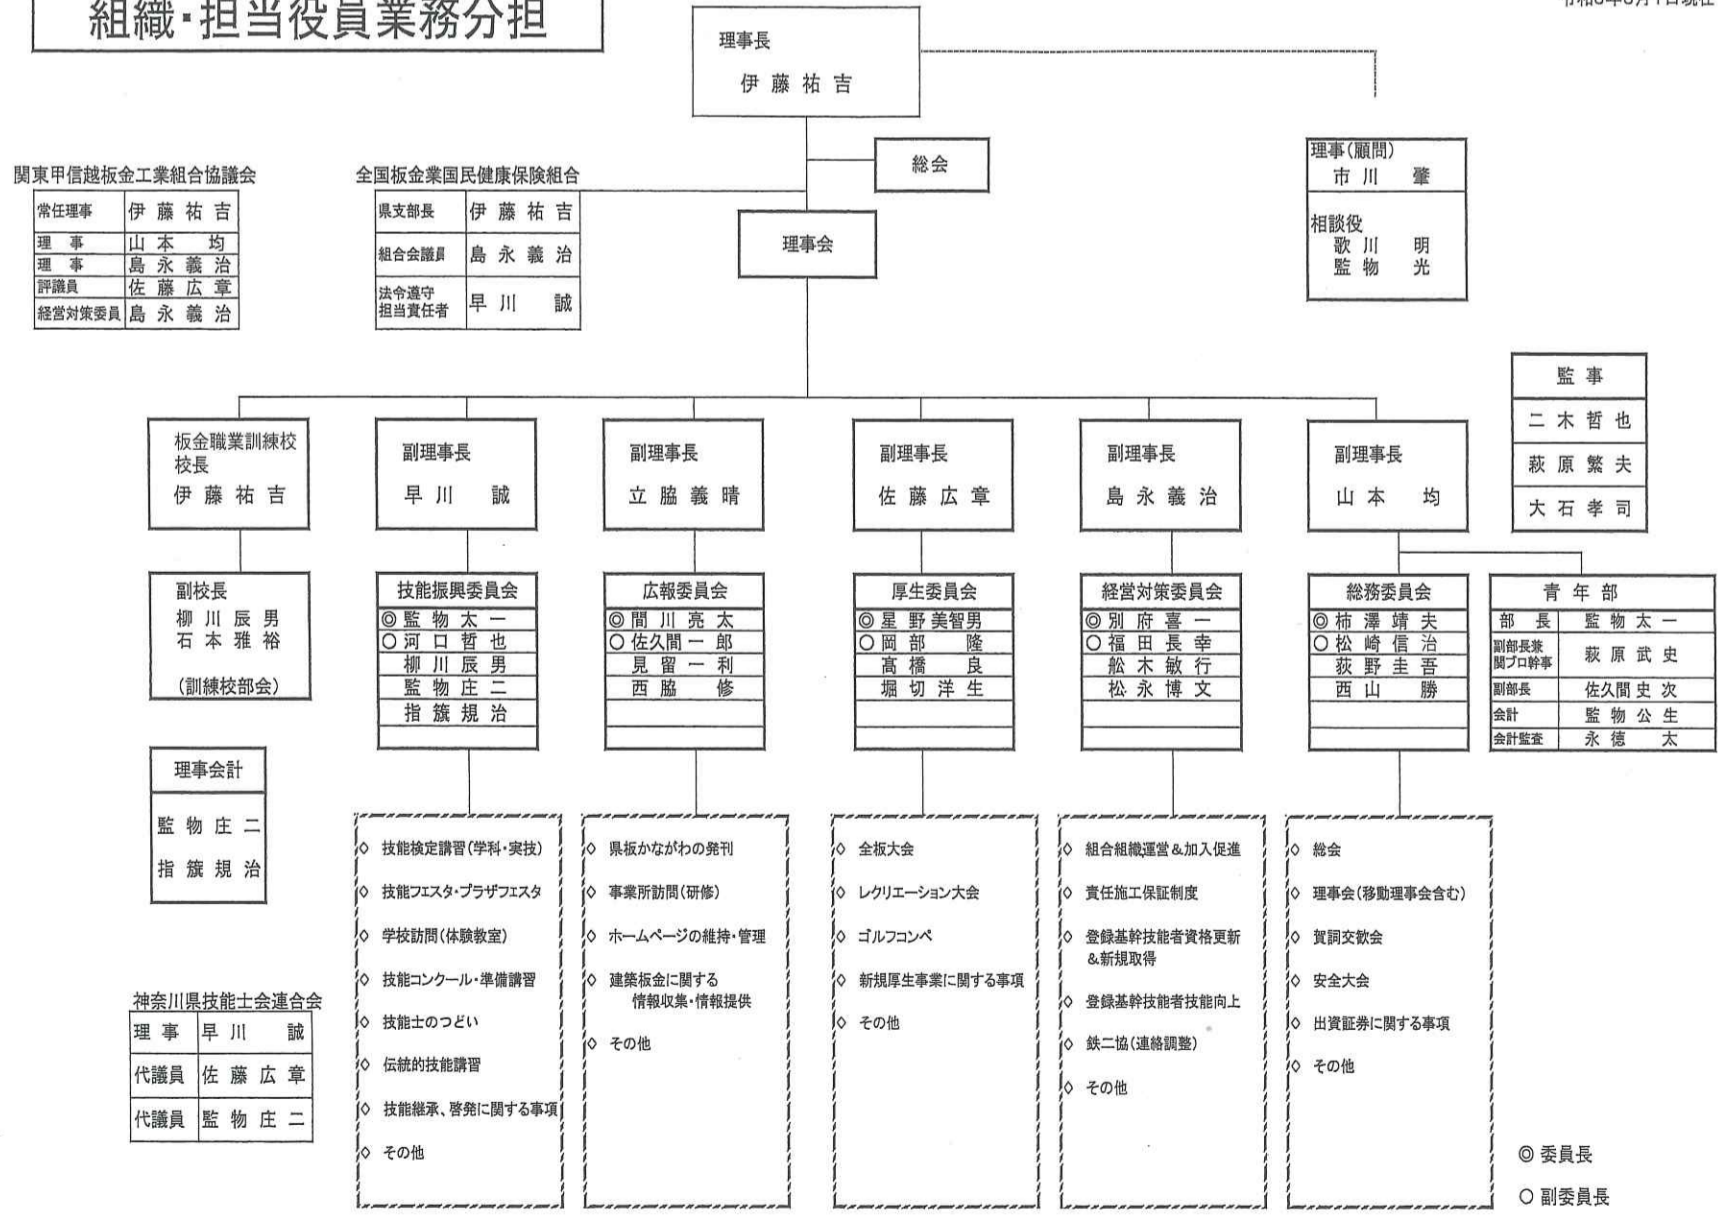 組織・担当役員業務分担
理事長
伊藤祐吉
総会
理事会
理事(顧問)
市川 肇
相談役
歌川 明
監物 光
関東甲信越板金工業組合協議会
常任理事 伊藤祐吉
理事 山本 均
理事 島永義治
評議員 佐藤広章
経営対策委員 島永義治
全国板金業国民健康保険組合
県支部長 伊藤祐吉
組合会議員 島永義治
法令遵守
担当責任者 早川 誠
監事
二木哲也
萩原繁夫
大石孝司
板金職業訓練校
校長
伊藤祐吉
副理事長
早川 誠
副理事長
立脇義晴
副理事長
佐藤広章
副理事長
島永義治
副理事長
山本 均
副校長
柳川辰男
石本雅裕
(訓練校部会)
技能振興委員会
◎監物太一
○河口哲也
柳川辰男
監物庄二
指籏規治
広報委員会
◎間川亮太
○佐久間一郎
見留一利
西脇 修
厚生委員会
◎星野美智男
○岡部 隆
髙橋 良
堀切洋生
経営対策委員会
◎別府喜一
○福田長幸
舩木敏行
松永博文
総務委員会
◎柿澤靖夫
○松崎信治
荻野圭吾
西山 勝
青年部
部長 監物太一
副部長兼
関ブロ幹事 萩原武史
副部長 佐久間史次
会計 監物公生
会計監査 永徳 太
理事会計
監物庄二
指籏規治
神奈川県技能士会連合会
理事 早川 誠
代議員 佐藤広章
代議員 監物庄二
◇ 技能検定講習(学科・実技)
◇ 技能フエスタ・プラザフェスタ
◇ 学校訪問(体験教室)
◇ 技能コンクール・準備講習
◇ 技能士のつどい
◇ 伝統的技能講習
◇ 技能継承、啓発に関する事項
◇ その他
◇ 県板かながわの発刊
◇ 事業所訪問(研修)
◇ ホームページの維持・管理
◇ 建築板金に関する
情報収集・情報提供
◇ その他
◇ 全板大会
◇ レクリエーション大会
◇ ゴルフコンペ
◇ 新規厚生事業に関する事項
◇ その他
◇ 組合組織運営&加入促進
◇ 責任施工保証制度
◇ 登録基幹技能者資格更新
&新規取得
◇ 登録基幹技能者技能向上
◇ 鉄二協(連絡調整)
◇ その他
◇ 総会
◇ 理事会(移動理事会含む)
◇ 賀詞交歓会
◇ 安全大会
◇ 出資証券に関する事項
◇ その他
◎ 委員長
○ 副委員長